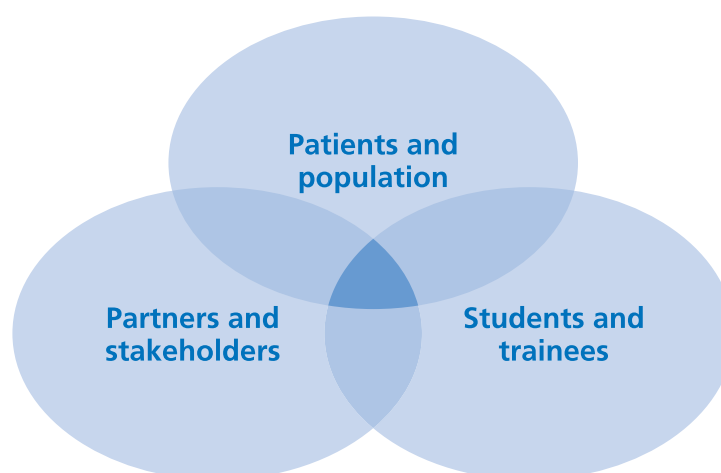 Patients and
population
Partners and
stakeholders
Students and
trainees